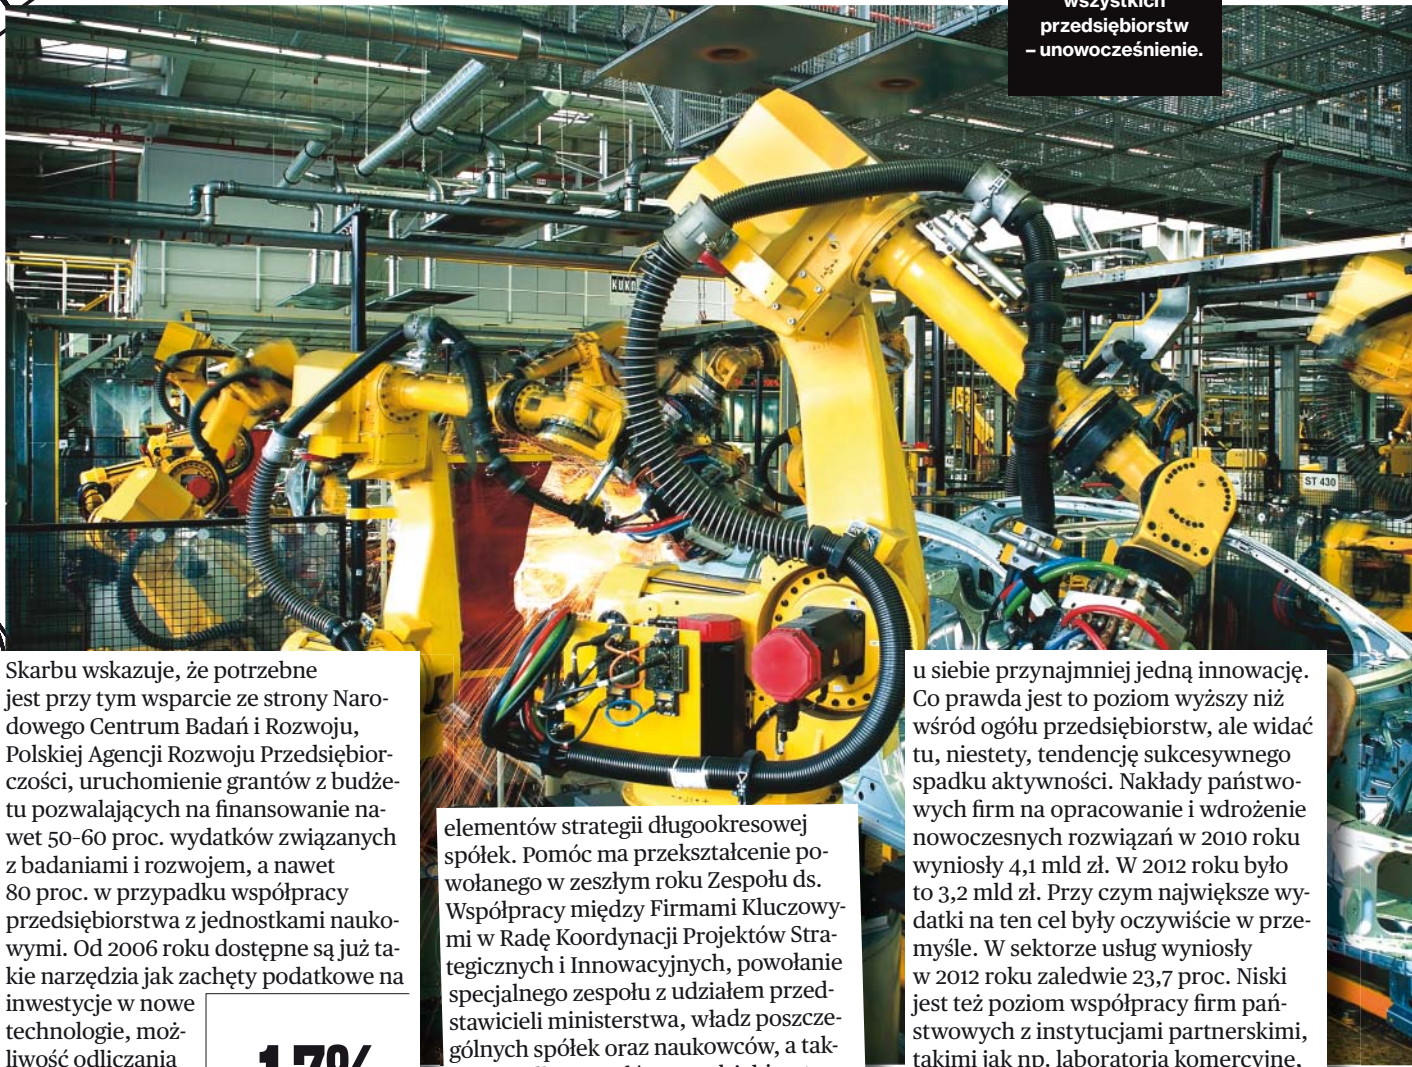 wszystkich
przedsiębiorstw
– unowocześnienie.
KUKA
ST 430
Skarbu wskazuje, że potrzebne
jest przy tym wsparcie ze strony Naro-
dowego Centrum Badań i Rozwoju,
Polskiej Agencji Rozwoju Przedsiębior-
czości, uruchomienie grantów z budże-
tu pozwalających na finansowanie na-
wet 50-60 proc. wydatków związanych
z badaniami i rozwojem, a nawet
80 proc. w przypadku współpracy
przedsiębiorstwa z jednostkami nauko-
wymi. Od 2006 roku dostępne są już ta-
kie narzędzia jak zachęty podatkowe na
inwestycje w nowe
technologie, moż-
liwość odliczania
17%
elementów strategii długookresowej
spółek. Pomóc ma przekształcenie po-
wołanego w zeszłym roku Zespołu ds.
Współpracy między Firmami Kluczowy-
mi w Radę Koordynacji Projektów Stra-
tegicznych i Innowacyjnych, powołanie
specjalnego zespołu z udziałem przed-
stawicieli ministerstwa, władz poszcze-
gólnych spółek oraz naukowców, a tak-
u siebie przynajmniej jedną innowację.
Co prawda jest to poziom wyższy niż
wśród ogółu przedsiębiorstw, ale widać
tu, niestety, tendencję sukcesywnego
spadku aktywności. Nakłady państwo-
wych firm na opracowanie i wdrożenie
nowoczesnych rozwiązań w 2010 roku
wyniosły 4,1 mld zł. W 2012 roku było
to 3,2 mld zł. Przy czym największe wy-
datki na ten cel były oczywiście w prze-
myśle. W sektorze usług wyniosły
w 2012 roku zaledwie 23,7 proc. Niski
jest też poziom współpracy firm pań-
stwowych z instytucjami partnerskimi,
takimi jak np. laboratoria komercyjne,